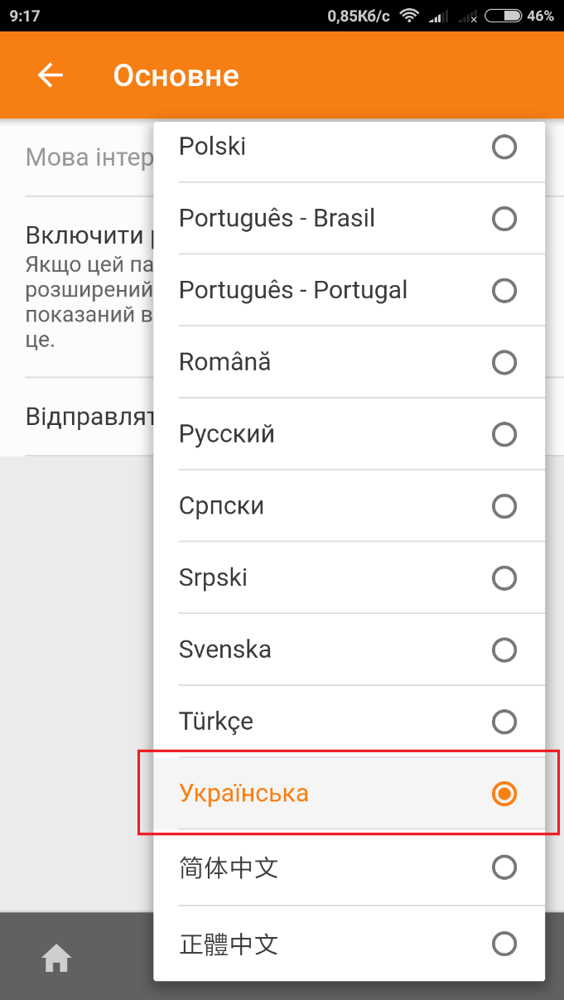 9:17 0,85Кб/с 46%
Основне
Мова інтер
Включити
Якщо цей па
розширений
показаний в
це.
Відправлят
Polski
Português - Brasil
Português - Portugal
Română
Русский
Српски
Srpski
Svenska
Türkçe
Українська
简体中文
正體中文